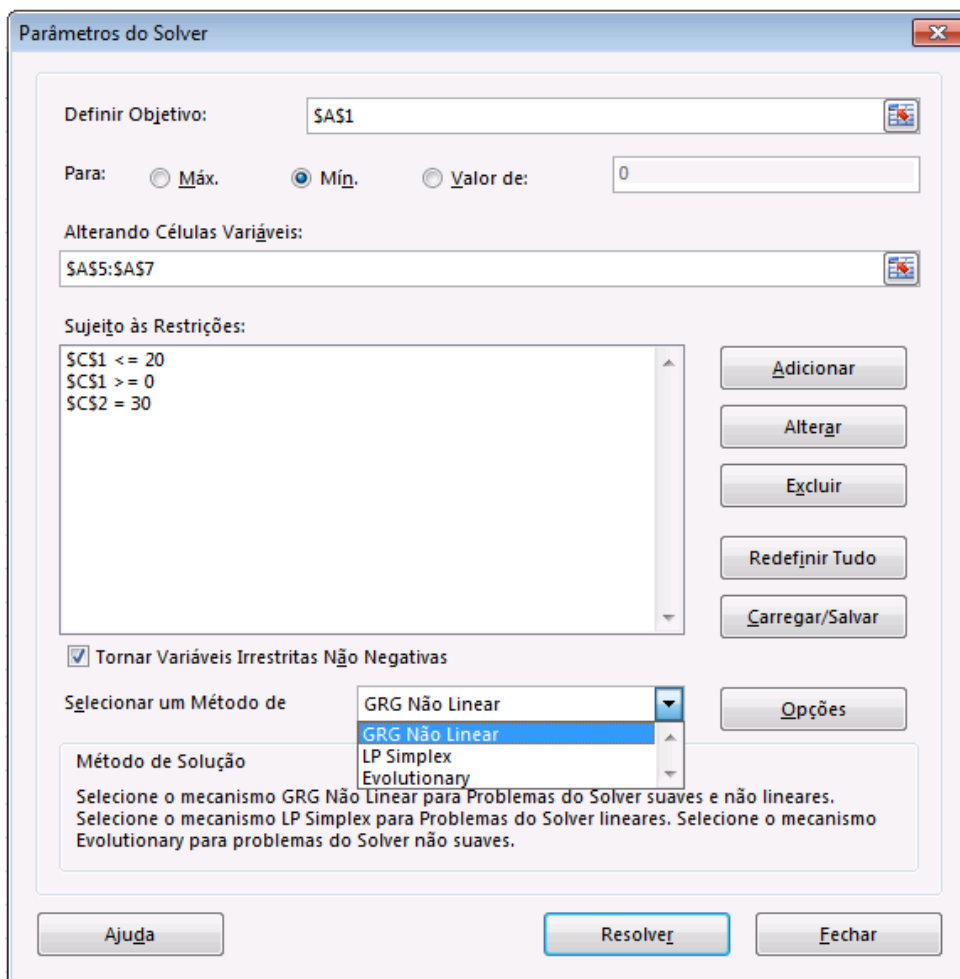 Parâmetros do Solver
Definir Objetivo: $A$1
Para: Máx. Mín. Valor de: 0
Alterando Células Variáveis:
$A$5:$A$7
Sujeito às Restrições:
$C$1 <= 20
$C$1 >= 0
$C$2 = 30
Adicionar
Alterar
Excluir
Redefinir Tudo
Carregar/Salvar
Tornar Variáveis Irrestritas Não Negativas
Selecionar um Método de GRG Não Linear Opções
GRG Não Linear
LP Simplex
Evolutionary
Método de Solução
Selecione o mecanismo GRG Não Linear para Problemas do Solver suaves e não lineares.
Selecione o mecanismo LP Simplex para Problemas do Solver lineares. Selecione o mecanismo
Evolutionary para problemas do Solver não suaves.
Ajuda Resolver Fechar